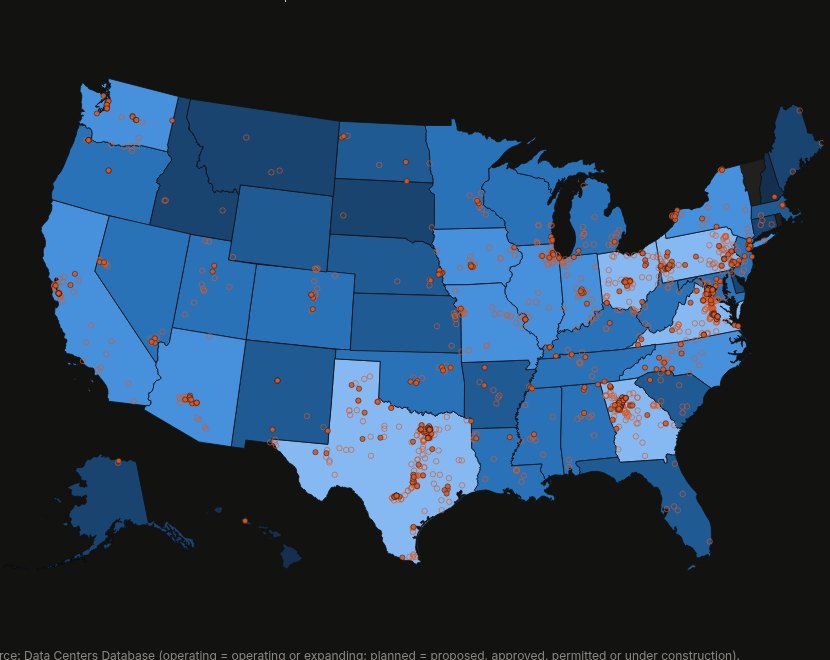 rce: Data Centers Database (operating = operating or expanding; planned = proposed, approved, permitted or under construction).